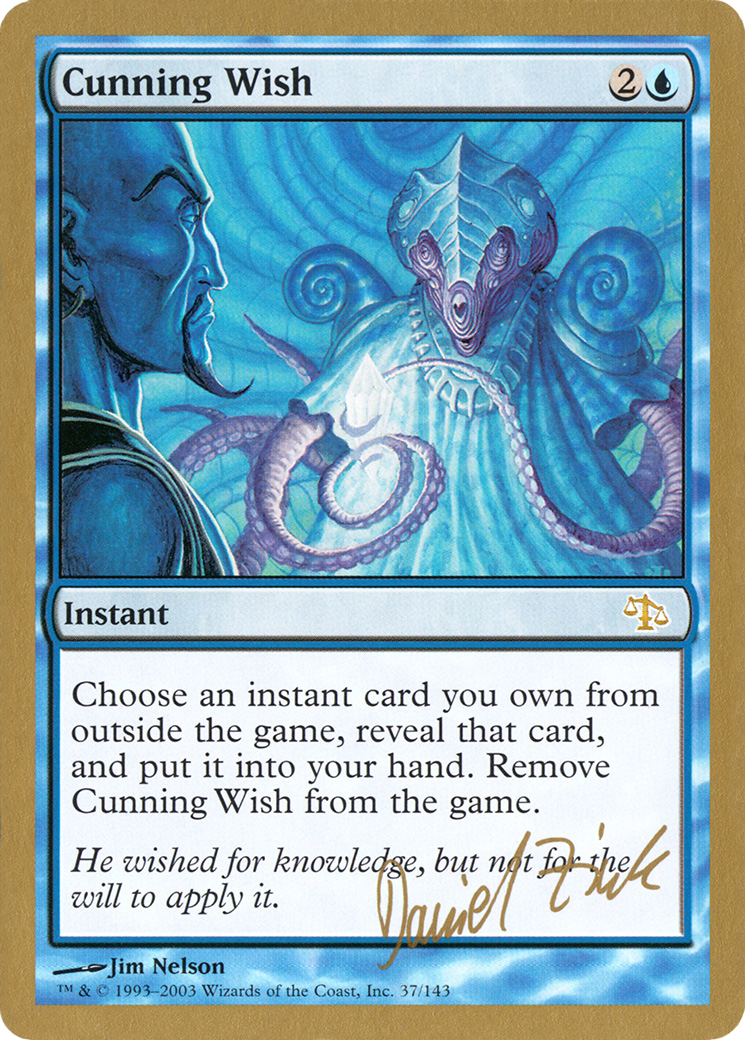 Cunning Wish 2
Instant
Choose an instant card you own from
outside the game, reveal that card,
and put it into your hand. Remove
Cunning Wish from the game.
He wished for knowledge, but not for the
will to apply it.
Daniel Zink
Jim Nelson
™ & © 1993–2003 Wizards of the Coast, Inc. 37/143